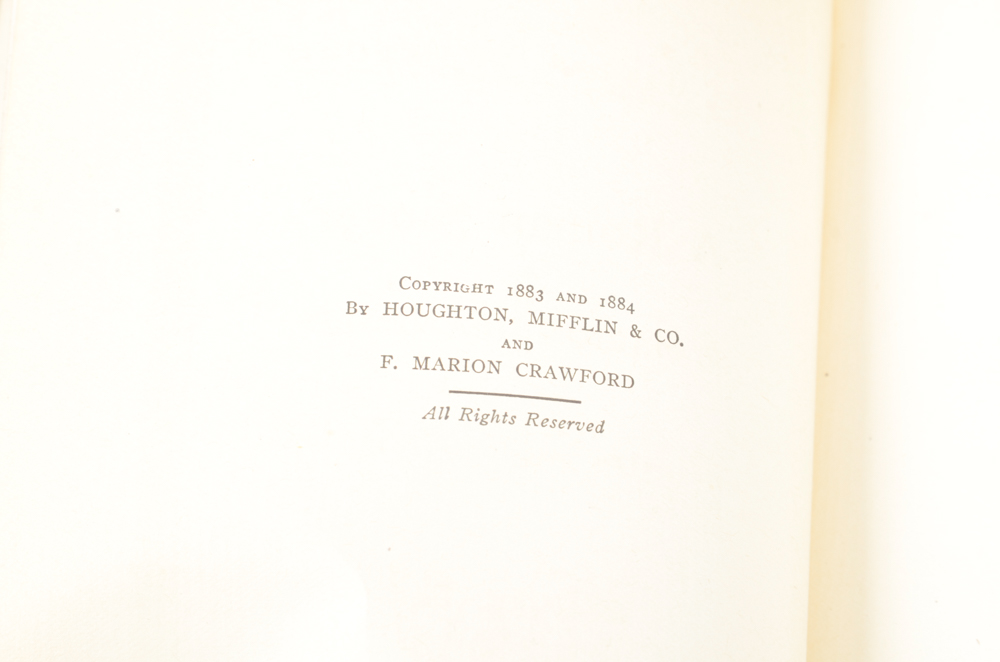 Copyright 1883 and 1884
By HOUGHTON, MIFFLIN & CO.
AND
F. MARION CRAWFORD
All Rights Reserved